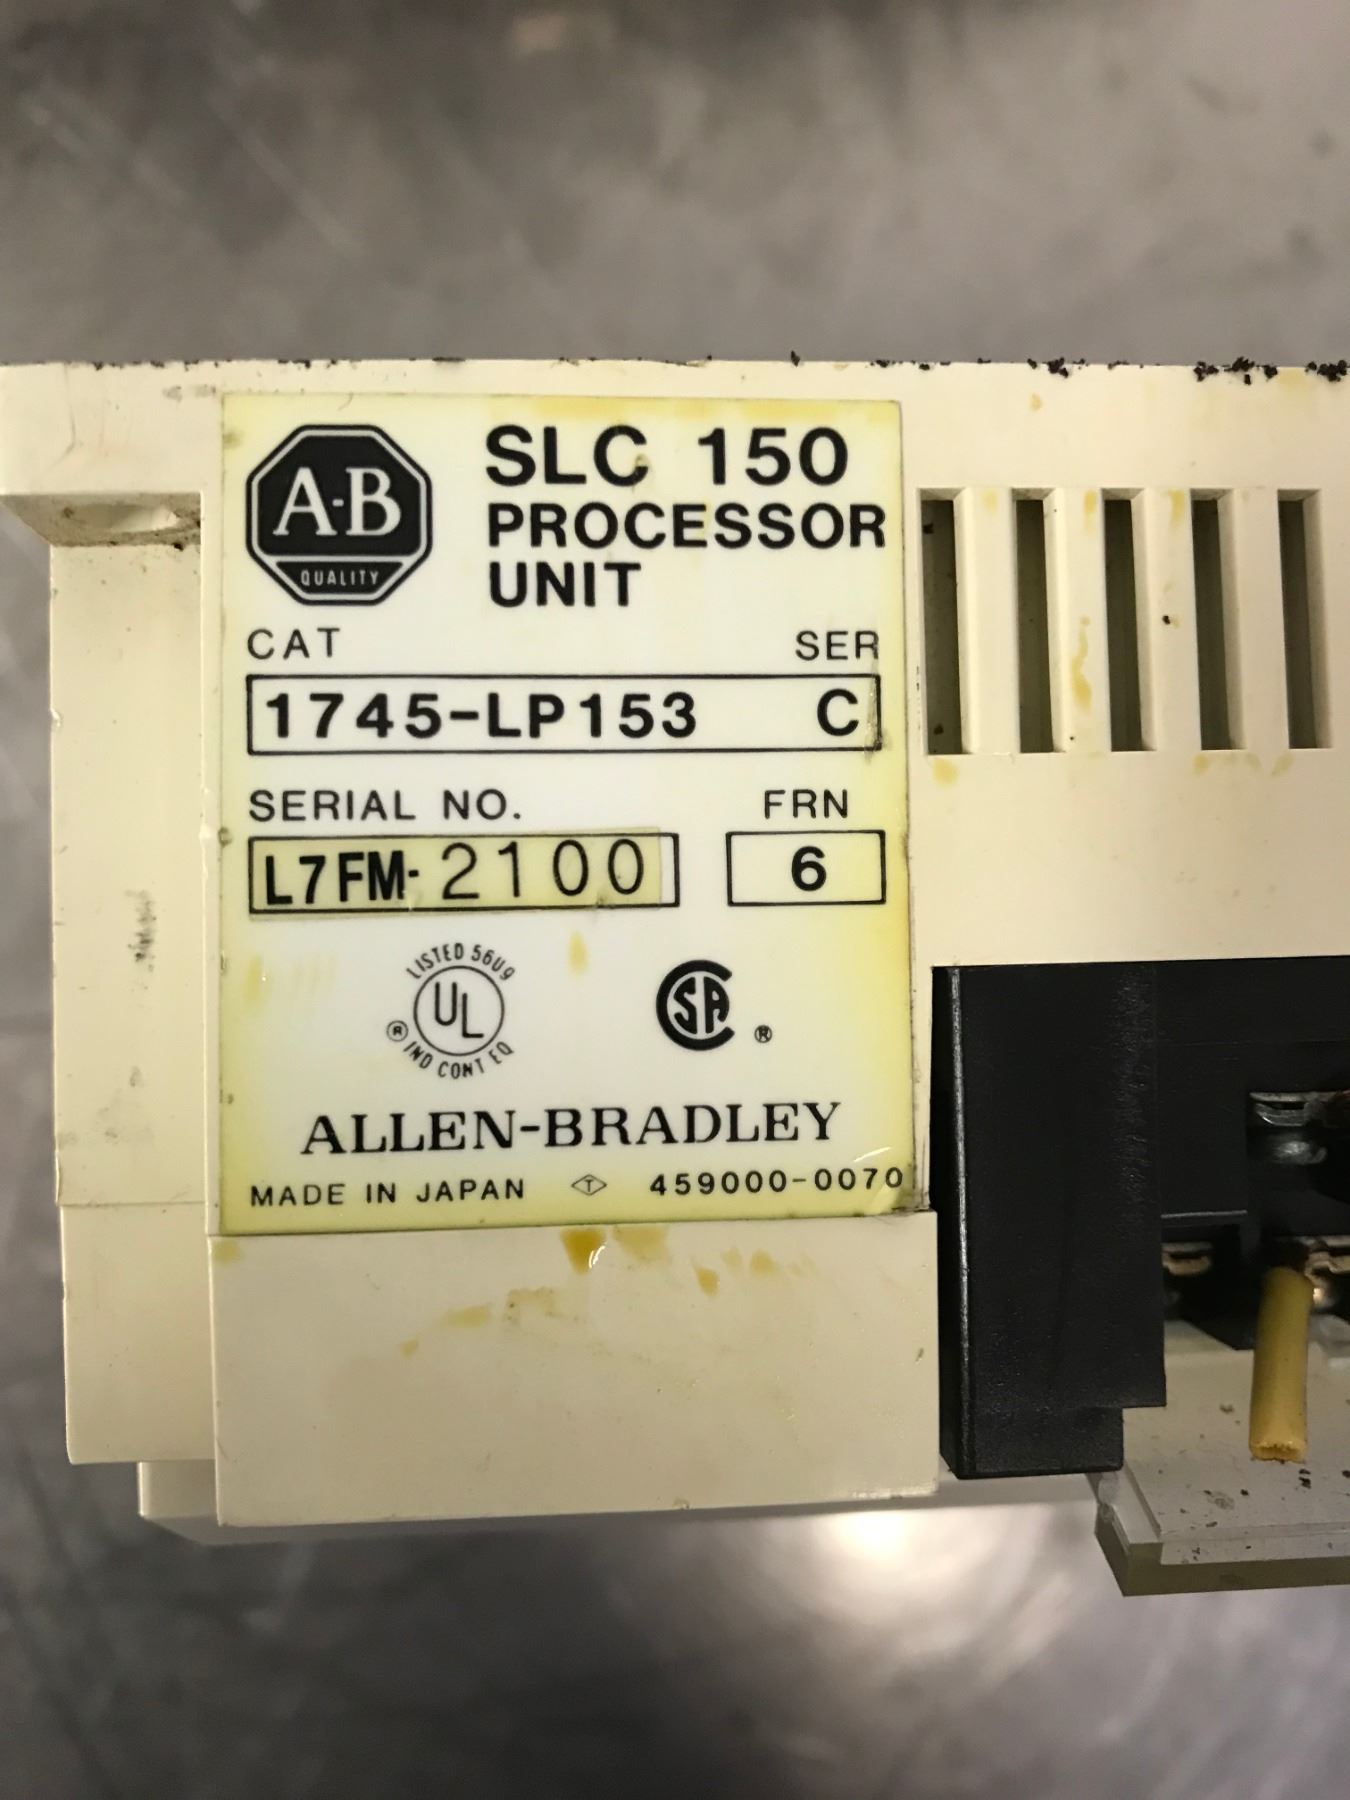 A-B
QUALITY
SLC 150
PROCESSOR
UNIT
CAT SER
1745-LP153 C
SERIAL NO. FRN
L7FM-2100 6
LISTED 56U9
UL
® IND CONT EQ
SA ®
ALLEN-BRADLEY
MADE IN JAPAN T 459000-0070